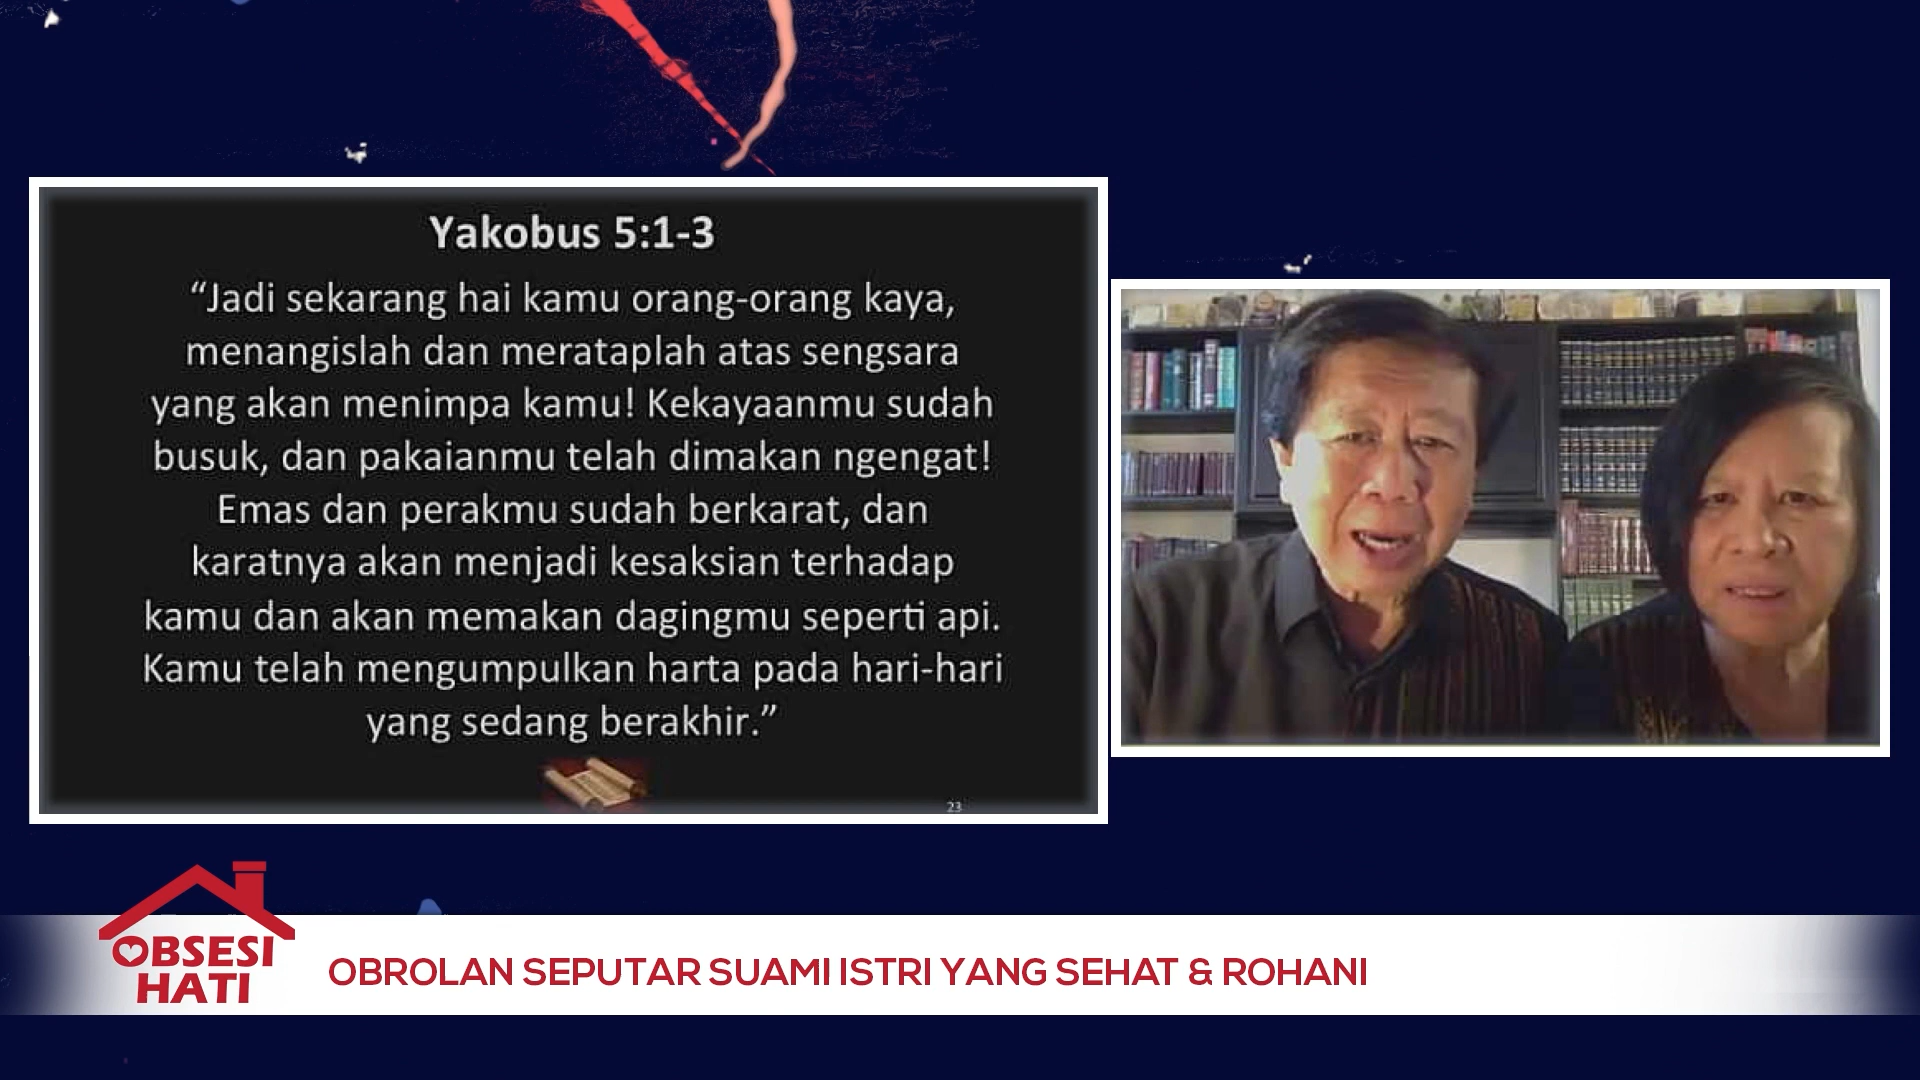 Yakobus 5:1-3
“Jadi sekarang hai kamu orang-orang kaya,
menangislah dan merataplah atas sengsara
yang akan menimpa kamu! Kekayaanmu sudah
busuk, dan pakaianmu telah dimakan ngengat!
Emas dan perakmu sudah berkarat, dan
karatnya akan menjadi kesaksian terhadap
kamu dan akan memakan dagingmu seperti api.
Kamu telah mengumpulkan harta pada hari-hari
yang sedang berakhir.”
23
OBSESI
HATI
OBROLAN SEPUTAR SUAMI ISTRI YANG SEHAT & ROHANI